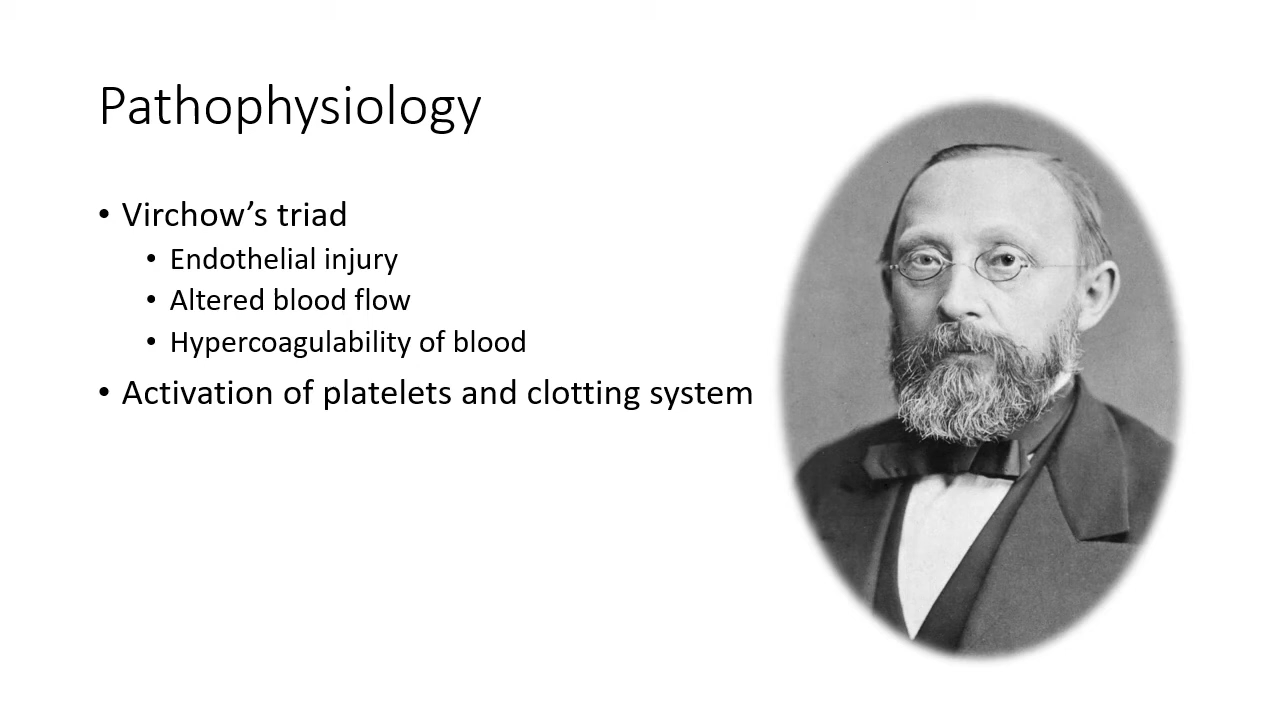 Pathophysiology
• Virchow’s triad
• Endothelial injury
• Altered blood flow
• Hypercoagulability of blood
• Activation of platelets and clotting system